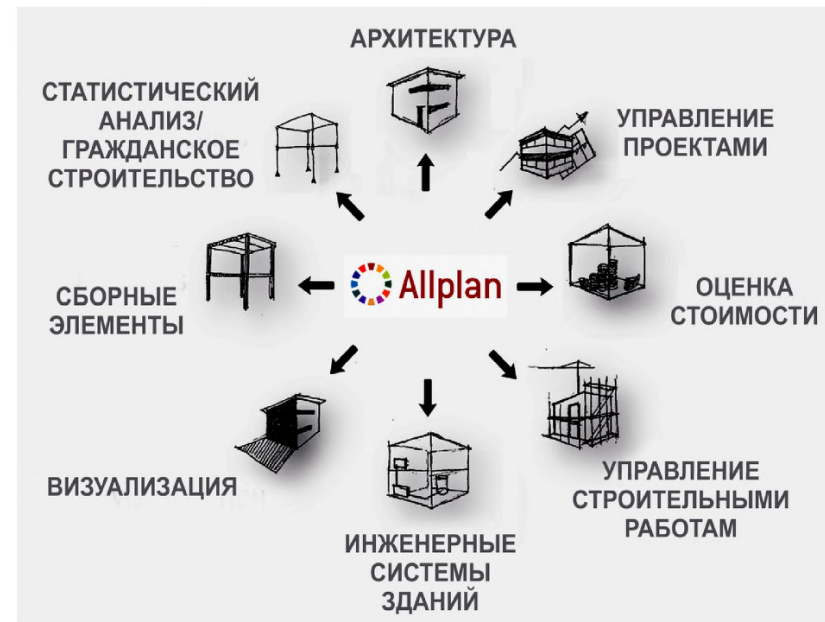 АРХИТЕКТУРА
СТАТИСТИЧЕСКИЙ
АНАЛИЗ/
ГРАЖДАНСКОЕ
СТРОИТЕЛЬСТВО
УПРАВЛЕНИЕ
ПРОЕКТАМИ
СБОРНЫЕ
ЭЛЕМЕНТЫ
Allplan
ОЦЕНКА
СТОИМОСТИ
ВИЗУАЛИЗАЦИЯ
УПРАВЛЕНИЕ
СТРОИТЕЛЬНЫМИ
РАБОТАМ
ИНЖЕНЕРНЫЕ
СИСТЕМЫ
ЗДАНИЙ